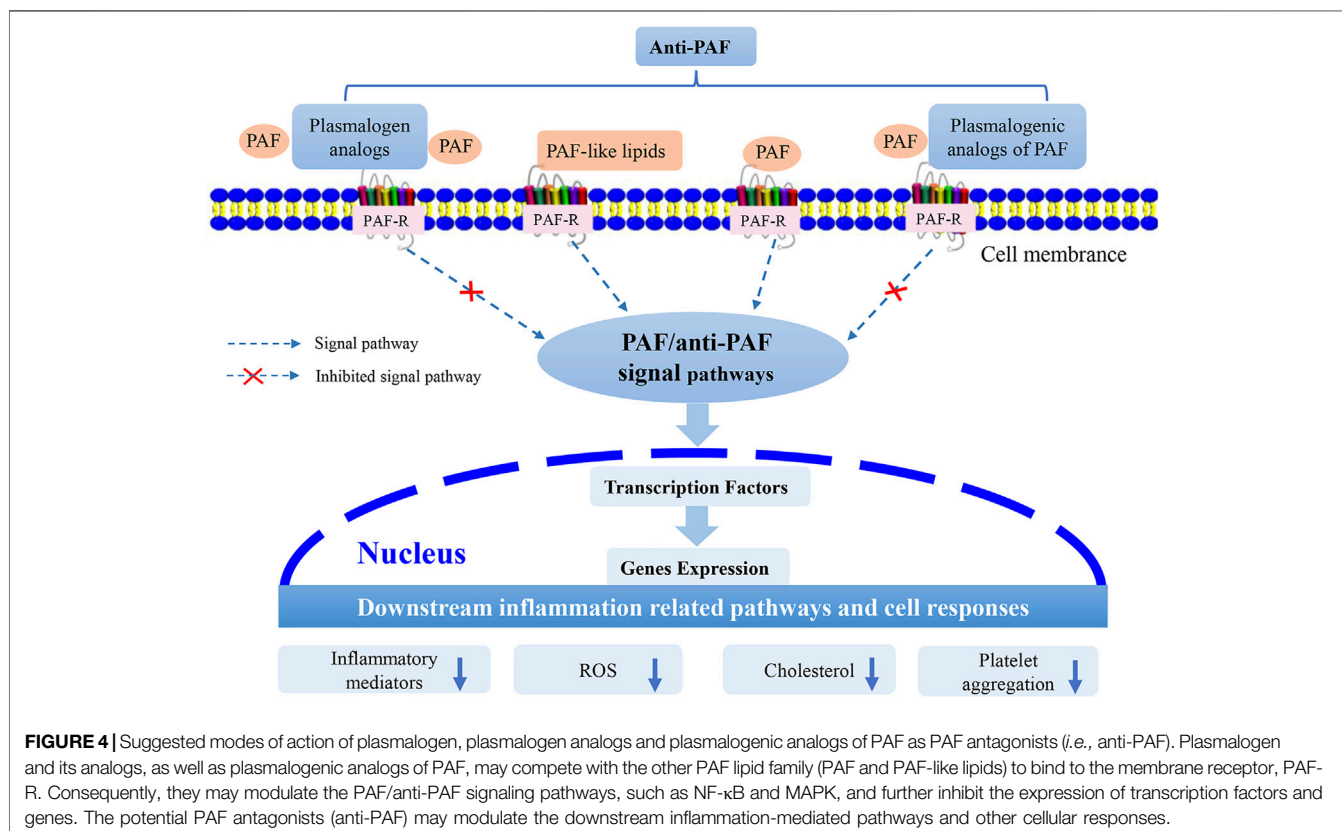 Anti-PAF
PAF
Plasmalogen
analogs
PAF
PAF-like lipids
PAF
PAF
Plasmalogenic
analogs of PAF
PAF-R
PAF-R
PAF-R
PAF-R
Cell membrance
Signal pathway
Inhibited signal pathway
PAF/anti-PAF
signal pathways
Transcription Factors
Nucleus
Genes Expression
Downstream inflammation related pathways and cell responses
Inflammatory
mediators
ROS
Cholesterol
Platelet
aggregation
FIGURE 4 | Suggested modes of action of plasmalogen, plasmalogen analogs and plasmalogenic analogs of PAF as PAF antagonists (i.e., anti-PAF). Plasmalogen
and its analogs, as well as plasmalogenic analogs of PAF, may compete with the other PAF lipid family (PAF and PAF-like lipids) to bind to the membrane receptor, PAF-
R. Consequently, they may modulate the PAF/anti-PAF signaling pathways, such as NF-κB and MAPK, and further inhibit the expression of transcription factors and
genes. The potential PAF antagonists (anti-PAF) may modulate the downstream inflammation-mediated pathways and other cellular responses.